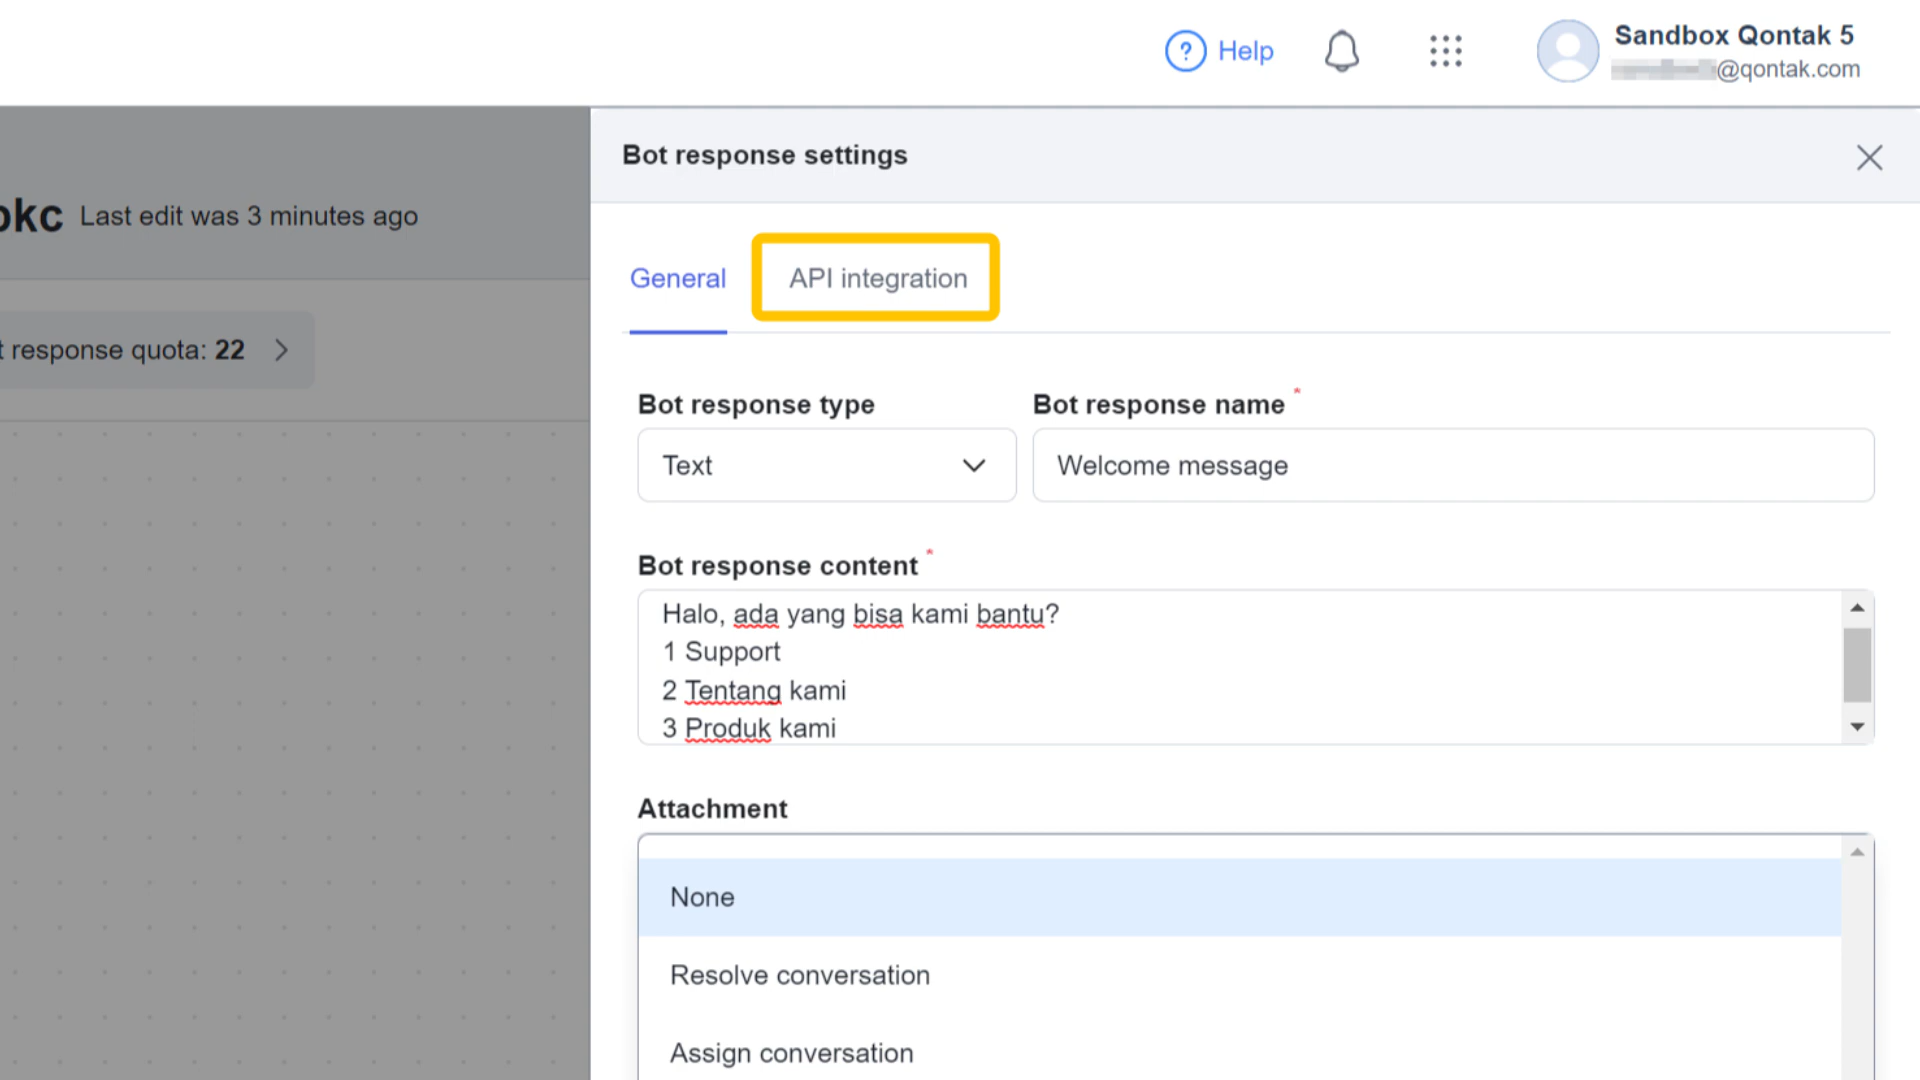 ? Help
Sandbox Qontak 5
@qontak.com
Bot response settings
Last edit was 3 minutes ago
General
API integration
response quota: 22
Bot response type
Bot response name *
Text
Welcome message
Bot response content *
Halo, ada yang bisa kami bantu?
1 Support
2 Tentang kami
3 Produk kami
Attachment
None
Resolve conversation
Assign conversation